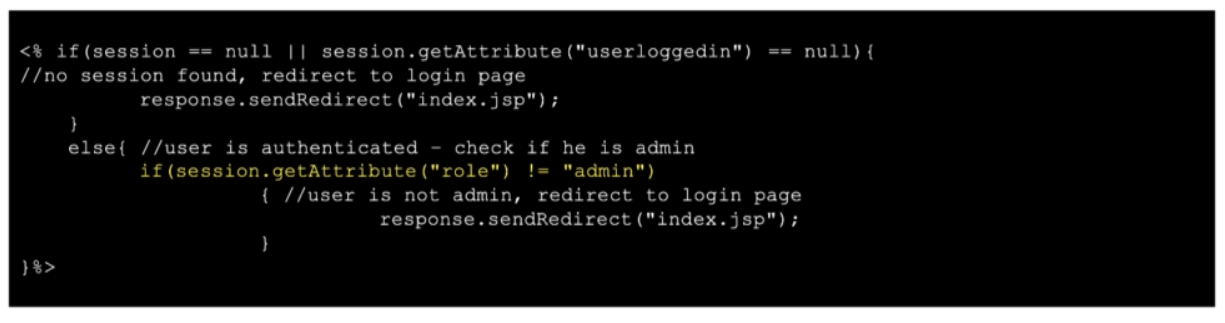 <% if(session == null || session.getAttribute("userloggedin") == null){
//no session found, redirect to login page
response.sendRedirect("index.jsp");
}
else{ //user is authenticated – check if he is admin
if(session.getAttribute("role") != "admin")
{ //user is not admin, redirect to login page
response.sendRedirect("index.jsp");
}
}%>